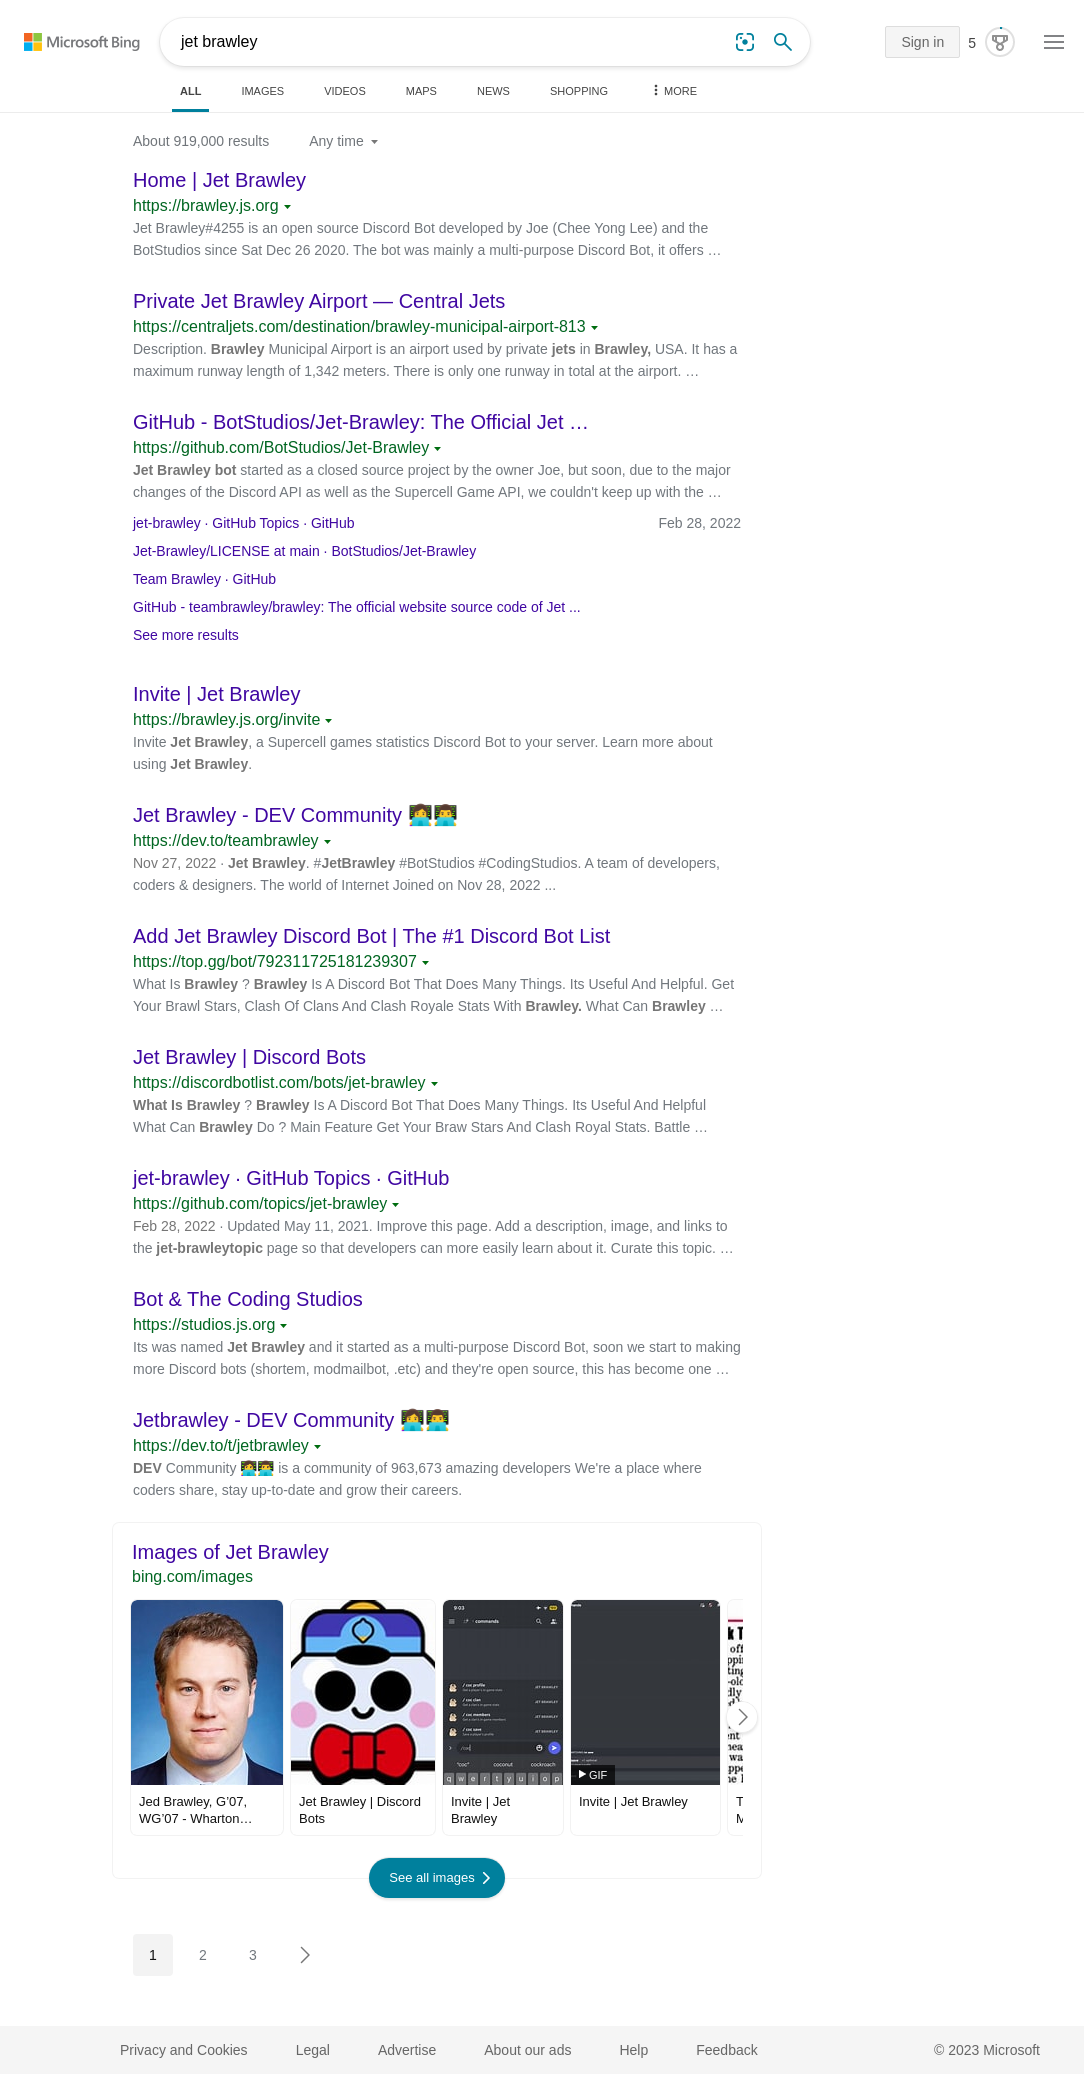 Microsoft Bing
jet brawley
Sign in
5
ALL
IMAGES
VIDEOS
MAPS
NEWS
SHOPPING
MORE
About 919,000 results
Any time
Home | Jet Brawley
https://brawley.js.org
Jet Brawley#4255 is an open source Discord Bot developed by Joe (Chee Yong Lee) and the
BotStudios since Sat Dec 26 2020. The bot was mainly a multi-purpose Discord Bot, it offers …
Private Jet Brawley Airport — Central Jets
https://centraljets.com/destination/brawley-municipal-airport-813
Description. Brawley Municipal Airport is an airport used by private jets in Brawley, USA. It has a
maximum runway length of 1,342 meters. There is only one runway in total at the airport. …
GitHub - BotStudios/Jet-Brawley: The Official Jet …
https://github.com/BotStudios/Jet-Brawley
Jet Brawley bot started as a closed source project by the owner Joe, but soon, due to the major
changes of the Discord API as well as the Supercell Game API, we couldn't keep up with the …
jet-brawley · GitHub Topics · GitHub
Feb 28, 2022
Jet-Brawley/LICENSE at main · BotStudios/Jet-Brawley
Team Brawley · GitHub
GitHub - teambrawley/brawley: The official website source code of Jet ...
See more results
Invite | Jet Brawley
https://brawley.js.org/invite
Invite Jet Brawley, a Supercell games statistics Discord Bot to your server. Learn more about
using Jet Brawley.
Jet Brawley - DEV Community 👩‍💻👨‍💻
https://dev.to/teambrawley
Nov 27, 2022 · Jet Brawley. #JetBrawley #BotStudios #CodingStudios. A team of developers,
coders & designers. The world of Internet Joined on Nov 28, 2022 ...
Add Jet Brawley Discord Bot | The #1 Discord Bot List
https://top.gg/bot/792311725181239307
What Is Brawley ? Brawley Is A Discord Bot That Does Many Things. Its Useful And Helpful. Get
Your Brawl Stars, Clash Of Clans And Clash Royale Stats With Brawley. What Can Brawley …
Jet Brawley | Discord Bots
https://discordbotlist.com/bots/jet-brawley
What Is Brawley ? Brawley Is A Discord Bot That Does Many Things. Its Useful And Helpful
What Can Brawley Do ? Main Feature Get Your Braw Stars And Clash Royal Stats. Battle …
jet-brawley · GitHub Topics · GitHub
https://github.com/topics/jet-brawley
Feb 28, 2022 · Updated May 11, 2021. Improve this page. Add a description, image, and links to
the jet-brawleytopic page so that developers can more easily learn about it. Curate this topic. …
Bot & The Coding Studios
https://studios.js.org
Its was named Jet Brawley and it started as a multi-purpose Discord Bot, soon we start to making
more Discord bots (shortem, modmailbot, .etc) and they're open source, this has become one …
Jetbrawley - DEV Community 👩‍💻👨‍💻
https://dev.to/t/jetbrawley
DEV Community 👩‍💻👨‍💻 is a community of 963,673 amazing developers We're a place where
coders share, stay up-to-date and grow their careers.
Images of Jet Brawley
bing.com/images
9:03
commands
/ coc profile
/ coc clan
/ coc members
/ coc save
JET BRAWLEY
JET BRAWLEY
JET BRAWLEY
JET BRAWLEY
"coc"
coconut
cockroach
q w e r t y u i o p
GIF
Jed Brawley, G'07,
WG'07 - Wharton…
Jet Brawley | Discord
Bots
Invite | Jet
Brawley
Invite | Jet Brawley
See all images
1
2
3
Privacy and Cookies
Legal
Advertise
About our ads
Help
Feedback
© 2023 Microsoft